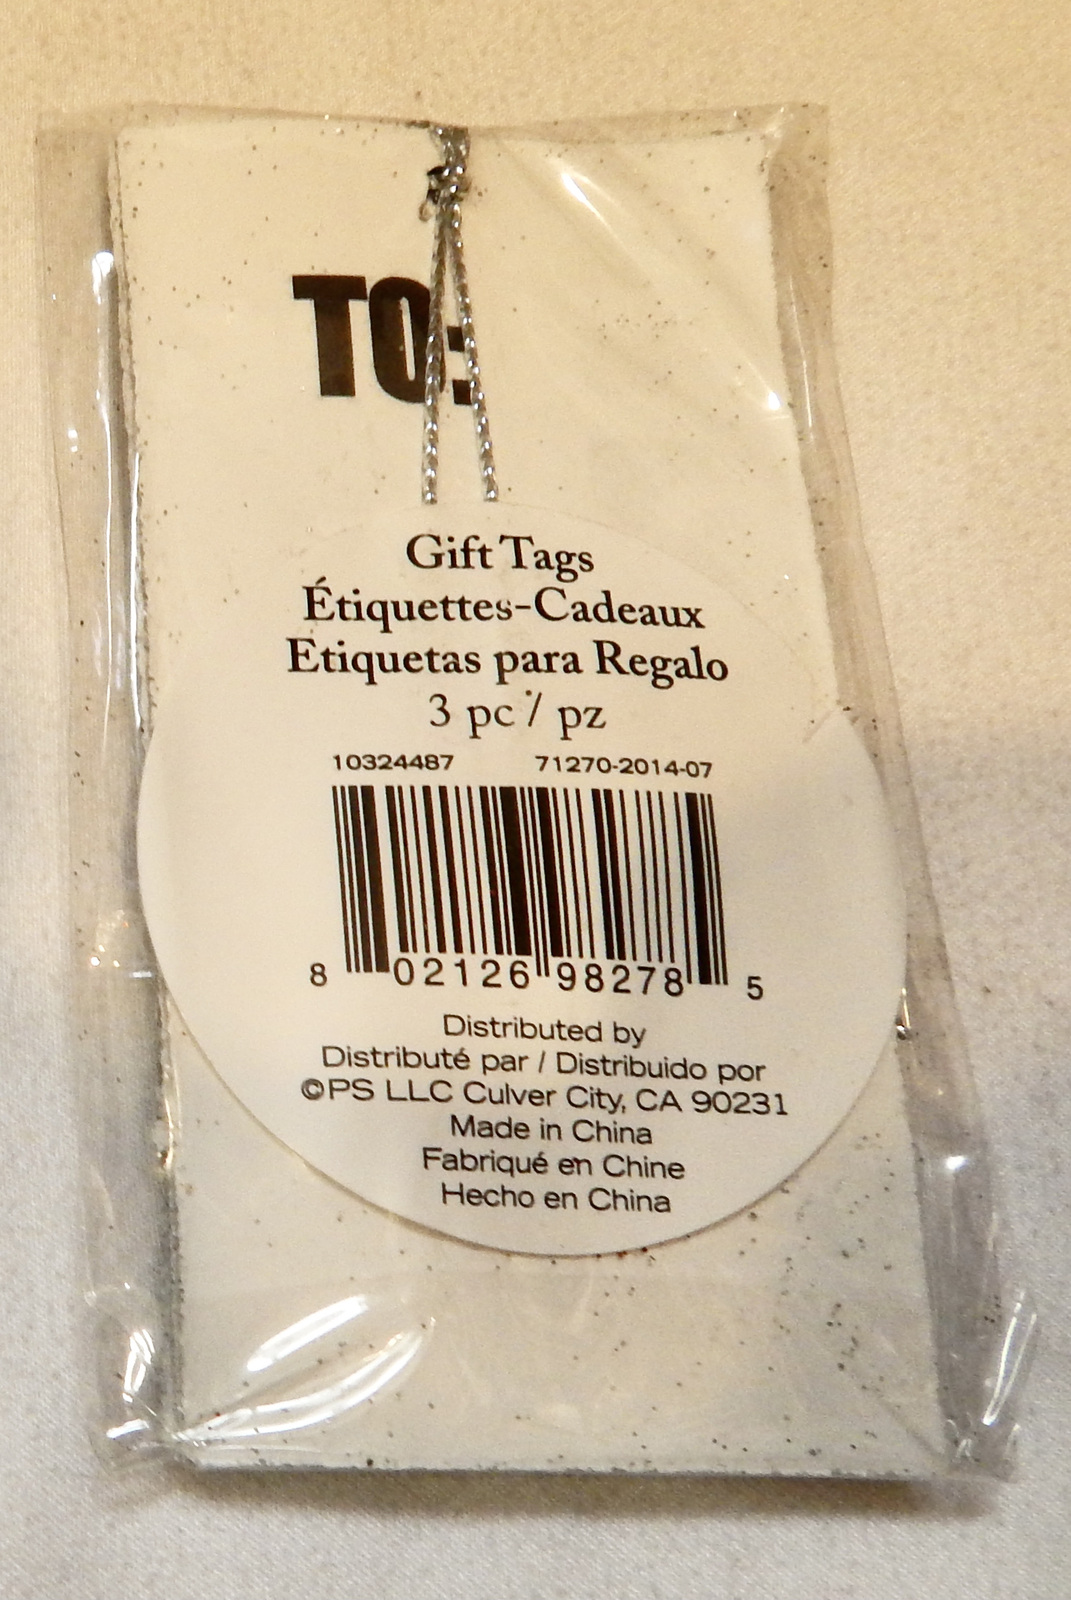 TO:
Gift Tags
Étiquettes-Cadeaux
Etiquetas para Regalo
3 pc / pz
10324487 71270-2014-07
8 02126 98278 5
Distributed by
Distributé par / Distribuido por
©PS LLC Culver City, CA 90231
Made in China
Fabriqué en Chine
Hecho en China